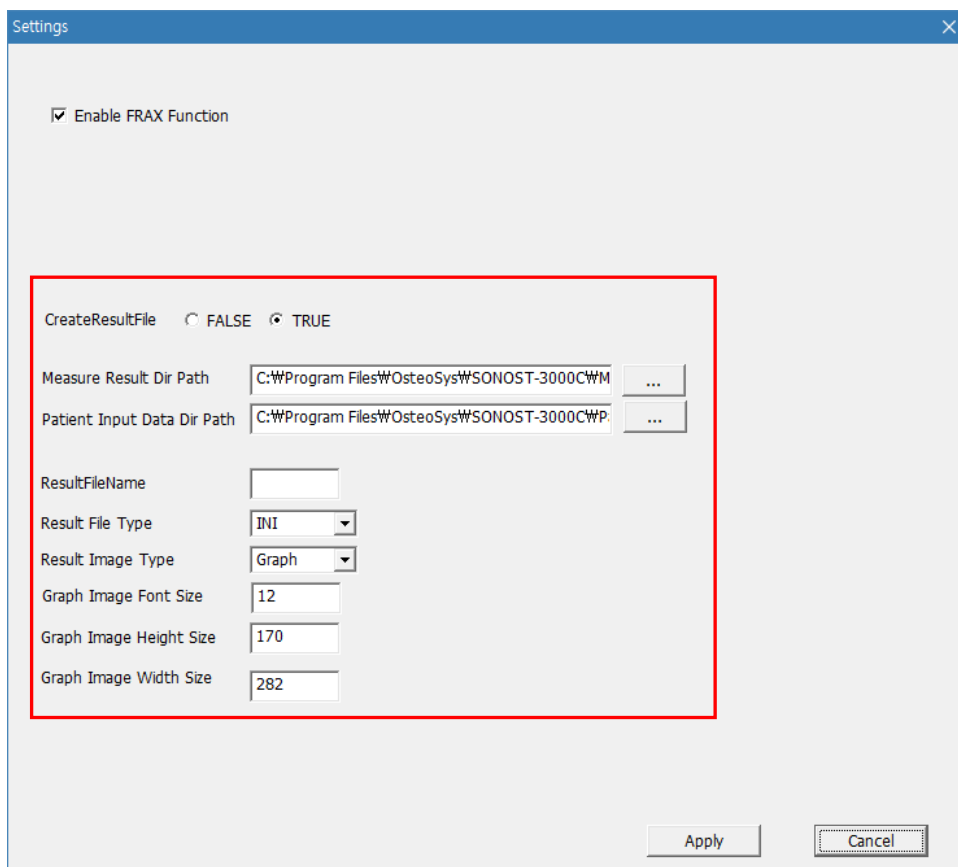 Settings
Enable FRAX Function
CreateResultFile FALSE TRUE
Measure Result Dir Path C:₩Program Files₩OsteoSys₩SONOST-3000C₩M ...
Patient Input Data Dir Path C:₩Program Files₩OsteoSys₩SONOST-3000C₩P ...
ResultFileName
Result File Type INI
Result Image Type Graph
Graph Image Font Size 12
Graph Image Height Size 170
Graph Image Width Size 282
Apply Cancel